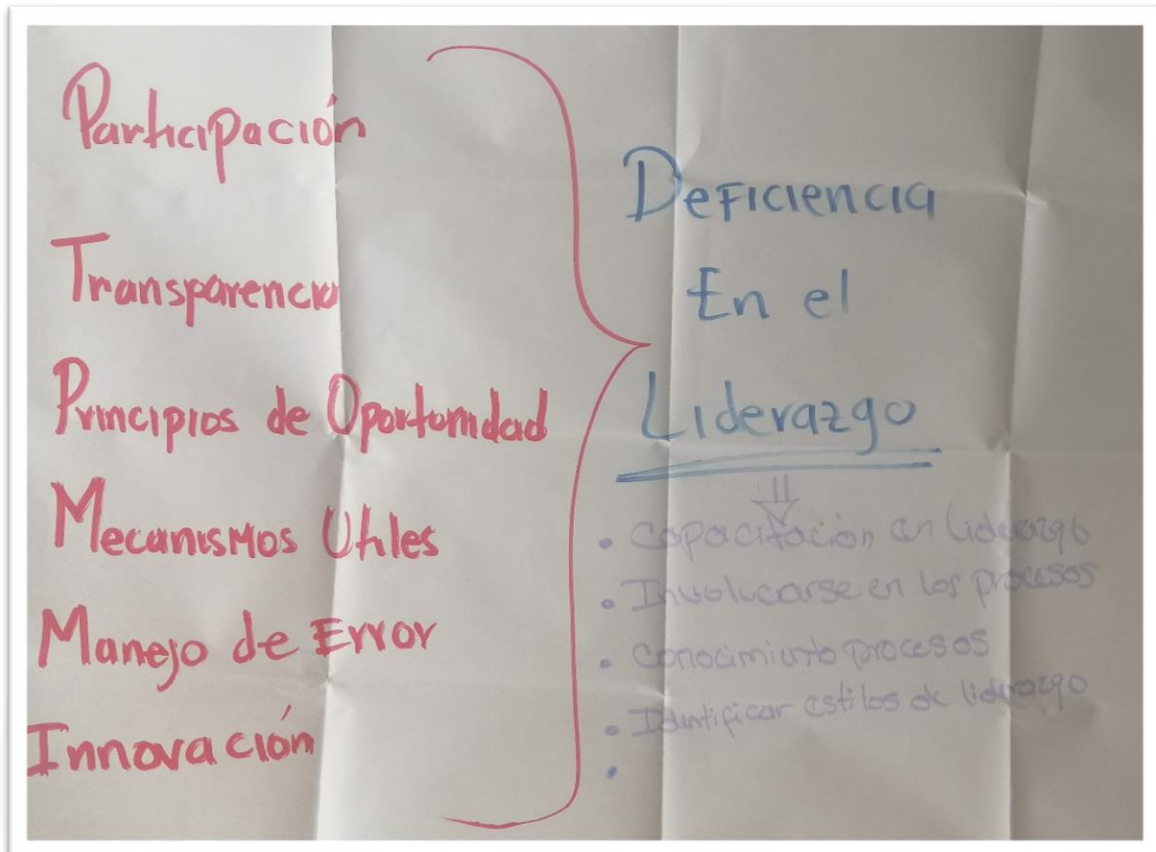 Participación
Transparencia
Principios de Oportunidad
Mecanismos Utiles
Manejo de Error
Innovación
Deficiencia
En el
Liderazgo
• Capacitación en Liderazgo
• Involucrarse en los procesos
• Conocimiento procesos
• Identificar estilos de liderazgo
•